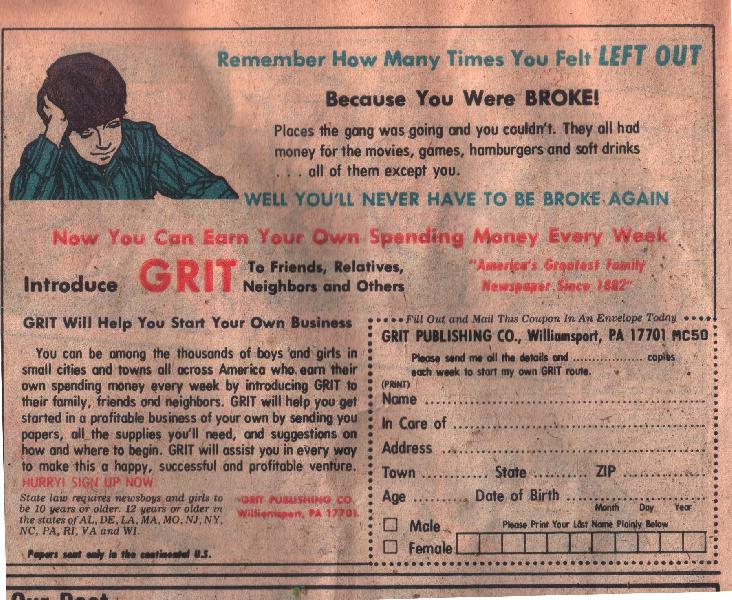 Remember How Many Times You Felt LEFT OUT
Because You Were BROKE!
Places the gang was going and you couldn't. They all had
money for the movies, games, hamburgers and soft drinks
. . . all of them except you.
WELL YOU'LL NEVER HAVE TO BE BROKE AGAIN
Now You Can Earn Your Own Spending Money Every Week
Introduce GRIT To Friends, Relatives,
Neighbors and Others
"America's Greatest Family
Newspaper Since 1882"
GRIT Will Help You Start Your Own Business
You can be among the thousands of boys and girls in
small cities and towns all across America who earn their
own spending money every week by introducing GRIT to
their family, friends and neighbors. GRIT will help you get
started in a profitable business of your own by sending you
papers, all the supplies you'll need, and suggestions on
how and where to begin. GRIT will assist you in every way
to make this a happy, successful and profitable venture.
HURRY! SIGN UP NOW
State law requires newsboys and girls to
be 10 years or older. 12 years or older in
the states of AL, DE, LA, MA, MO, NJ, NY,
NC, PA, RI, VA and WI.
GRIT PUBLISHING CO.
Williamsport, PA 17701
Papers sent only in the continental U.S.
Fill Out and Mail This Coupon In An Envelope Today
GRIT PUBLISHING CO., Williamsport, PA 17701 MC50
Please send me all the details and .................. copies
each week to start my own GRIT route.
(PRINT)
Name
In Care of
Address
Town ............ State ............ ZIP
Age ........ Date of Birth
Month Day Year
Male Please Print Your Last Name Plainly Below
Female
Our Best